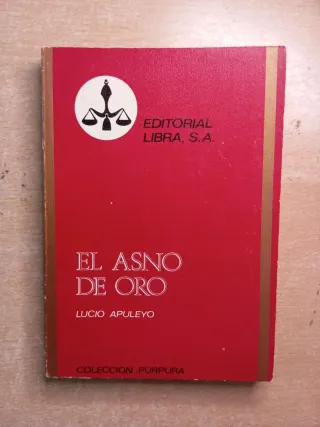 EDITORIAL
LIBRA, S.A.
EL ASNO
DE ORO
LUCIO APULEYO
COLECCION PURPURA